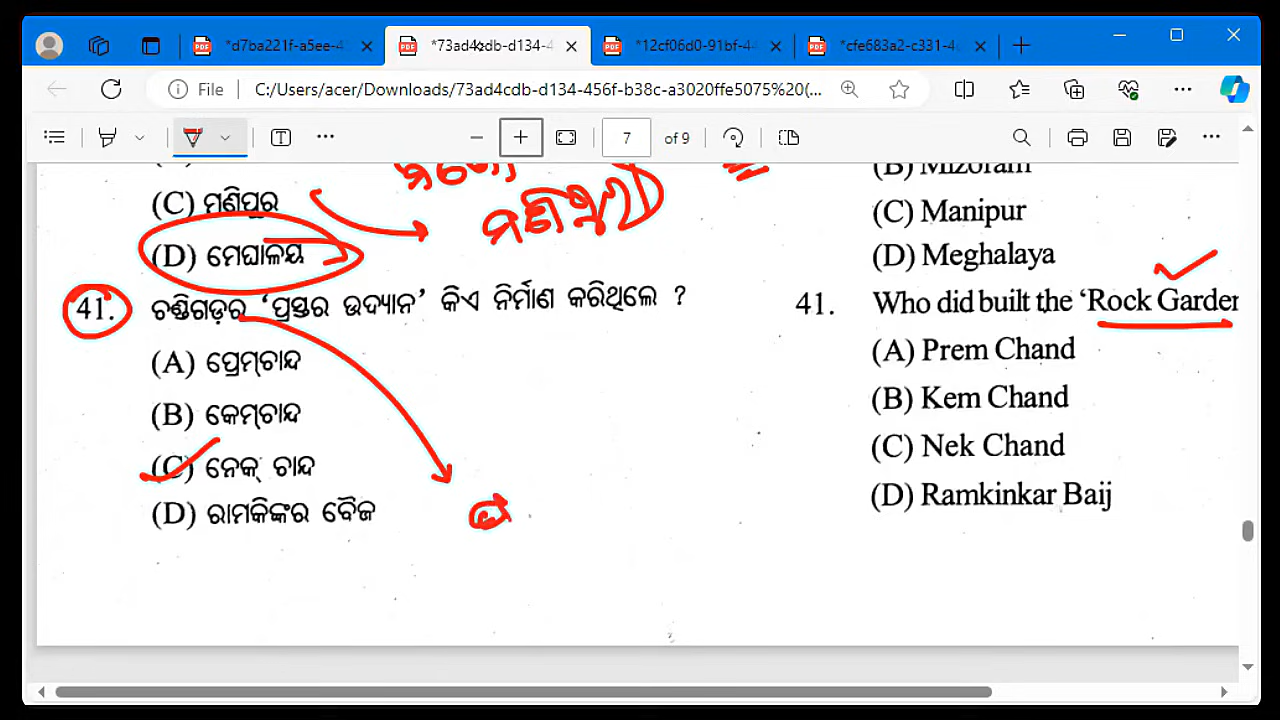 *d7ba221f-a5ee-4
*73ad4cdb-d134-4
*12cf06d0-91bf-4
*cfe683a2-c331-4
File
C:/Users/acer/Downloads/73ad4cdb-d134-456f-b38c-a3020ffe5075%20(...
7 of 9
(C) ମଣିପୁର
(D) ମେଘାଳୟ
41. ଚଣ୍ଡିଗଡ଼ର ‘ପ୍ରସ୍ତର ଉଦ୍ୟାନ’ କିଏ ନିର୍ମାଣ କରିଥିଲେ ?
(A) ପ୍ରେମ୍‌ଚାନ୍ଦ
(B) କେମ୍‌ଚାନ୍ଦ
(C) ନେକ୍ ଚାନ୍ଦ
(D) ରାମକିଙ୍କର ବୈଜ
(B) Mizoram
(C) Manipur
(D) Meghalaya
41. Who did built the ‘Rock Garden
(A) Prem Chand
(B) Kem Chand
(C) Nek Chand
(D) Ramkinkar Baij